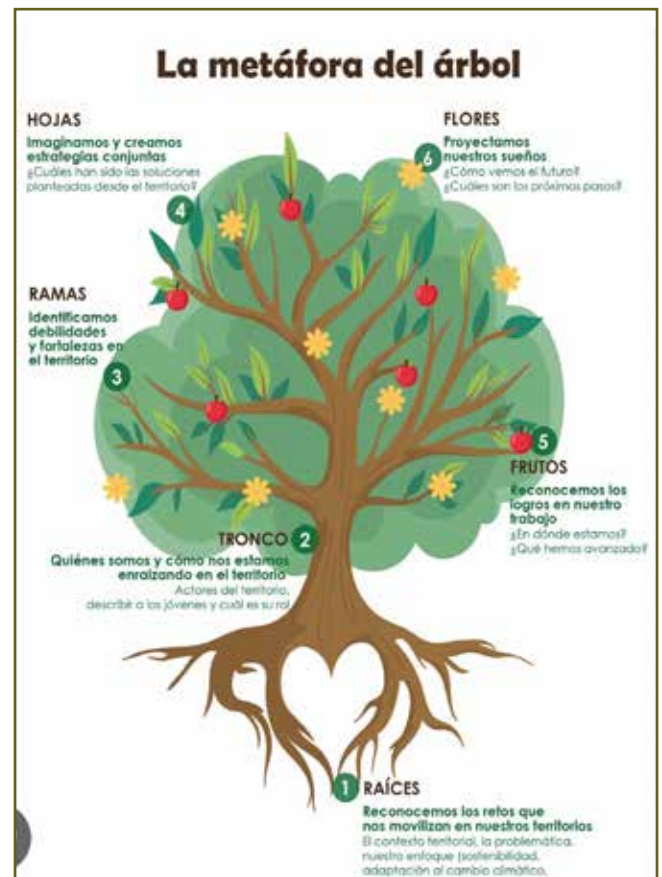 La metáfora del árbol
HOJAS
Imaginamos y creamos
estrategias conjuntas
¿Cuáles han sido las soluciones
planteadas desde el territorio?
4
FLORES
6
Proyectamos
nuestros sueños
¿Cómo vemos el futuro?
¿Cuáles son los próximos pasos?
RAMAS
Identificamos
debilidades
y fortalezas en
el territorio
3
5
FRUTOS
Reconocemos los
logros en nuestro
trabajo
¿En dónde estamos?
¿Qué hemos avanzado?
TRONCO 2
Quiénes somos y cómo nos estamos
enraizando en el territorio
Actores del territorio,
describir a los jóvenes y cuál es su rol
1 RAÍCES
Reconocemos los retos que
nos movilizan en nuestros territorios
El contexto territorial, la problemática,
nuestro enfoque (sostenibilidad,
adaptación al cambio climático,